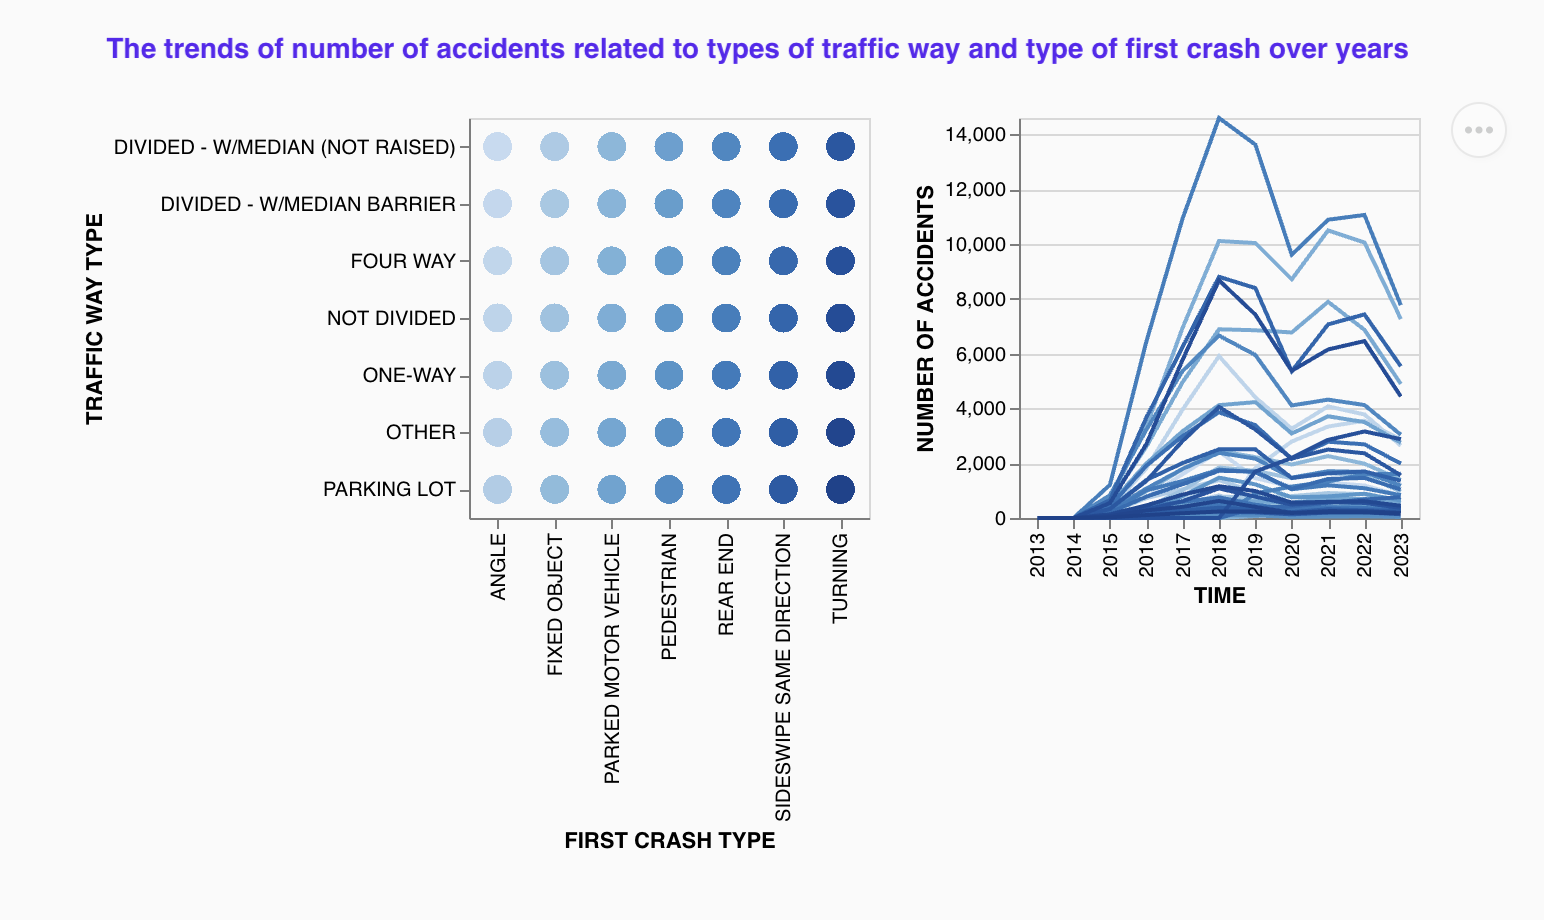 The trends of number of accidents related to types of traffic way and type of first crash over years
TRAFFIC WAY TYPE
DIVIDED - W/MEDIAN (NOT RAISED)
DIVIDED - W/MEDIAN BARRIER
FOUR WAY
NOT DIVIDED
ONE-WAY
OTHER
PARKING LOT
ANGLE
FIXED OBJECT
PARKED MOTOR VEHICLE
PEDESTRIAN
REAR END
SIDESWIPE SAME DIRECTION
TURNING
FIRST CRASH TYPE
NUMBER OF ACCIDENTS
14,000
12,000
10,000
8,000
6,000
4,000
2,000
0
2013
2014
2015
2016
2017
2018
2019
2020
2021
2022
2023
TIME